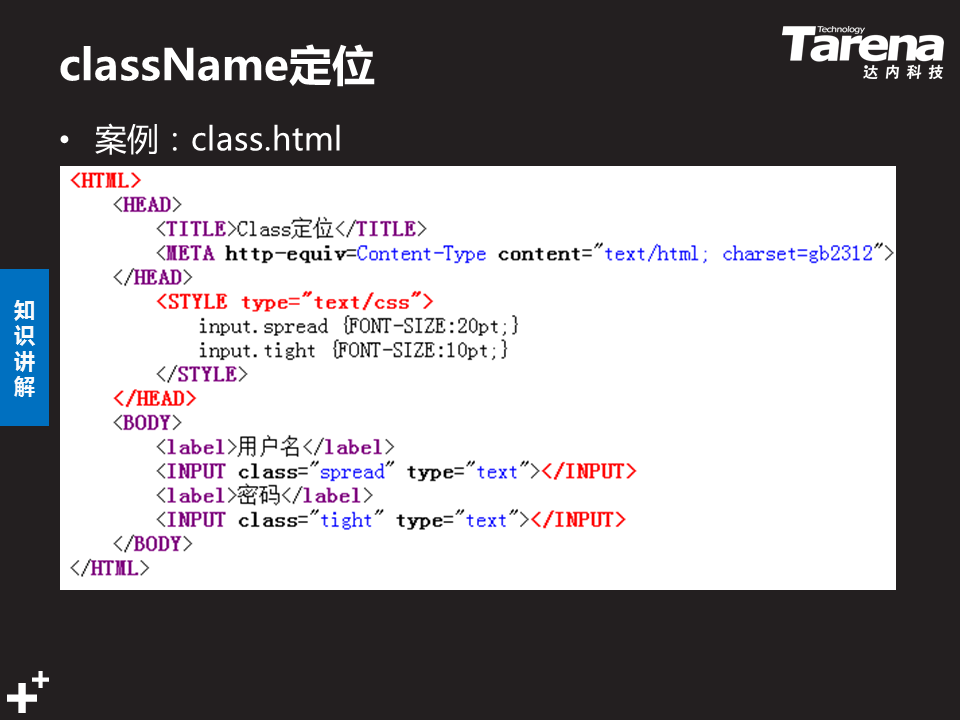 className定位
Technology
Tarena
达内科技
• 案例：class.html
<HTML>
<HEAD>
<TITLE>Class定位</TITLE>
<META http-equiv=Content-Type content="text/html; charset=gb2312">
</HEAD>
<STYLE type="text/css">
input.spread {FONT-SIZE:20pt;}
input.tight {FONT-SIZE:10pt;}
</STYLE>
</HEAD>
<BODY>
<label>用户名</label>
<INPUT class="spread" type="text"></INPUT>
<label>密码</label>
<INPUT class="tight" type="text"></INPUT>
</BODY>
</HTML>
知识讲解